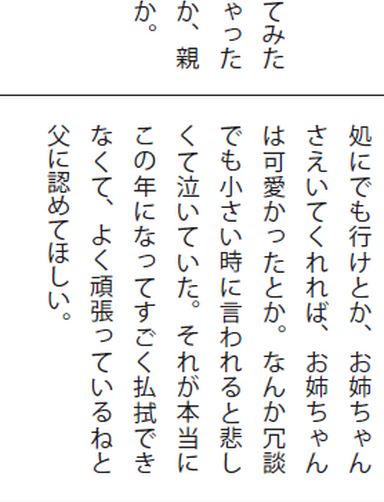 てみた
ゃった
か、親
か。
処にでも行けとか、お姉ちゃん
さえいてくれれば、お姉ちゃん
は可愛かったとか。なんか冗談
でも小さい時に言われると悲し
くて泣いていた。それが本当に
この年になってすごく払拭でき
なくて、よく頑張っているねと
父に認めてほしい。